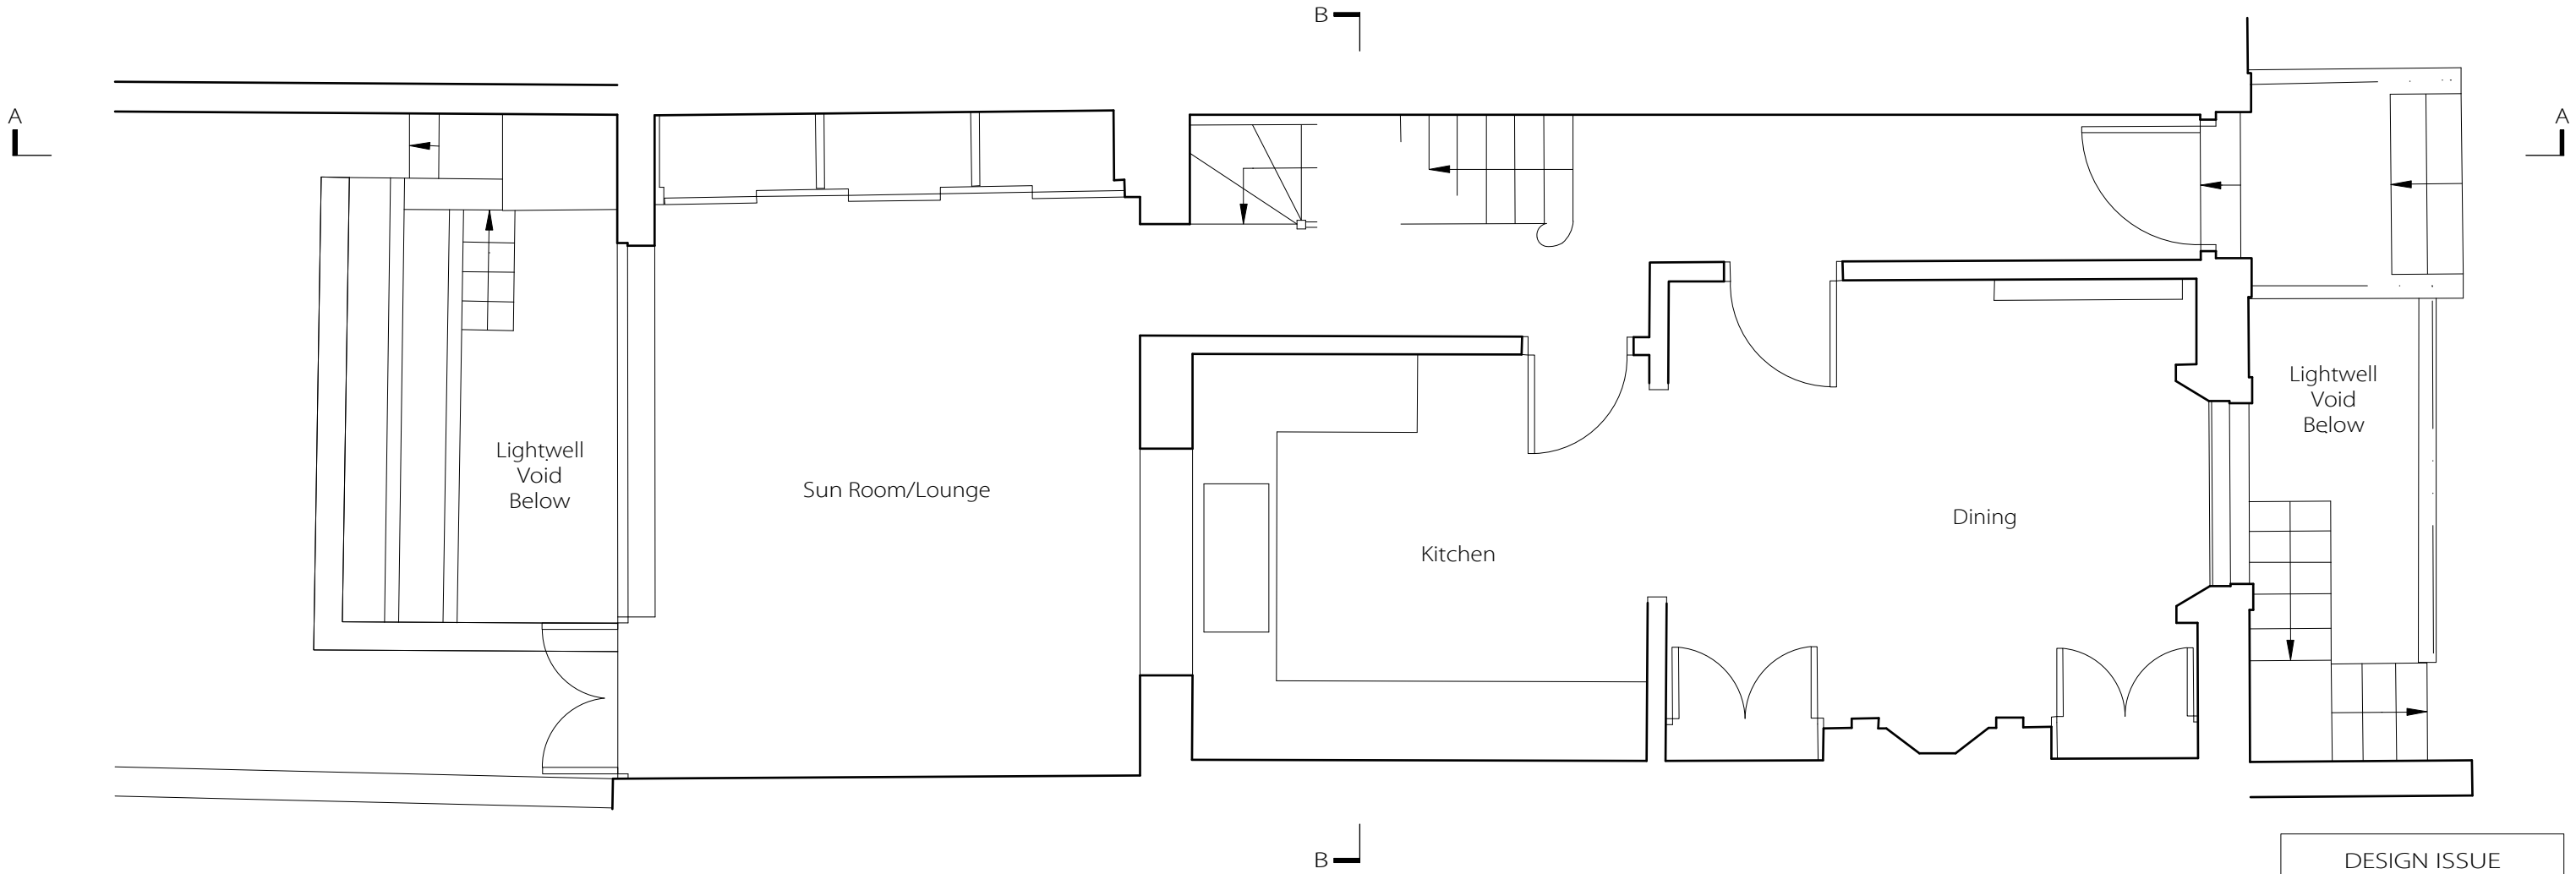 B
A
A
Lightwell
Void
Below
Lightwell
Void
Below
Sun Room/Lounge
Dining
Kitchen
B
DESIGN ISSUE